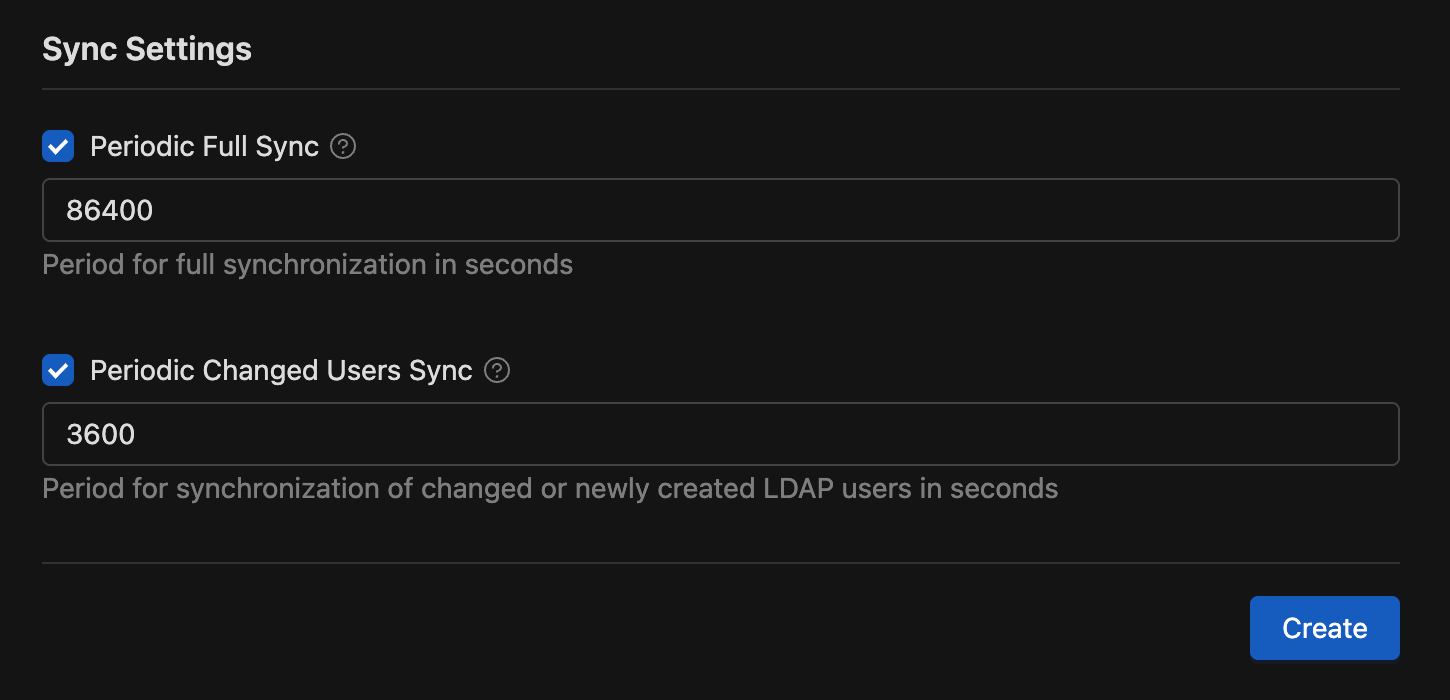 Sync Settings
Periodic Full Sync ?
86400
Period for full synchronization in seconds
Periodic Changed Users Sync ?
3600
Period for synchronization of changed or newly created LDAP users in seconds
Create